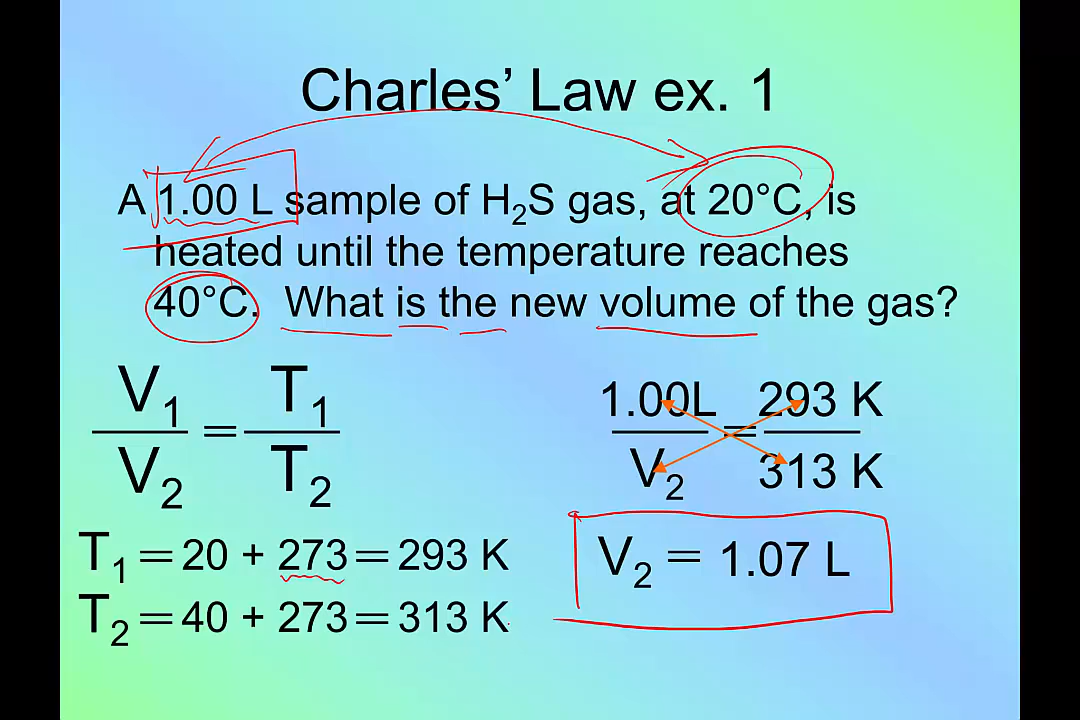 Charles’ Law ex. 1
A 1.00 L sample of H₂S gas, at 20°C, is
heated until the temperature reaches
40°C. What is the new volume of the gas?
V₁/V₂ = T₁/T₂
1.00L/V₂ = 293 K/313 K
T₁ = 20 + 273 = 293 K
T₂ = 40 + 273 = 313 K
V₂ = 1.07 L